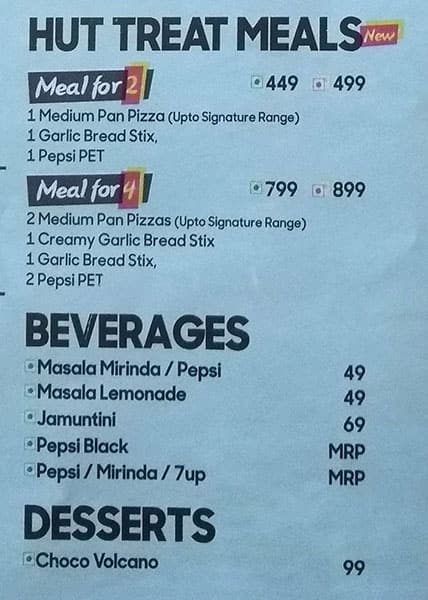 HUT TREAT MEALS New
Meal for 2 449 499
1 Medium Pan Pizza (Upto Signature Range)
1 Garlic Bread Stix,
1 Pepsi PET
Meal for 4 799 899
2 Medium Pan Pizzas (Upto Signature Range)
1 Creamy Garlic Bread Stix
1 Garlic Bread Stix,
2 Pepsi PET
BEVERAGES
Masala Mirinda / Pepsi 49
Masala Lemonade 49
Jamuntini 69
Pepsi Black MRP
Pepsi / Mirinda / 7up MRP
DESSERTS
Choco Volcano 99